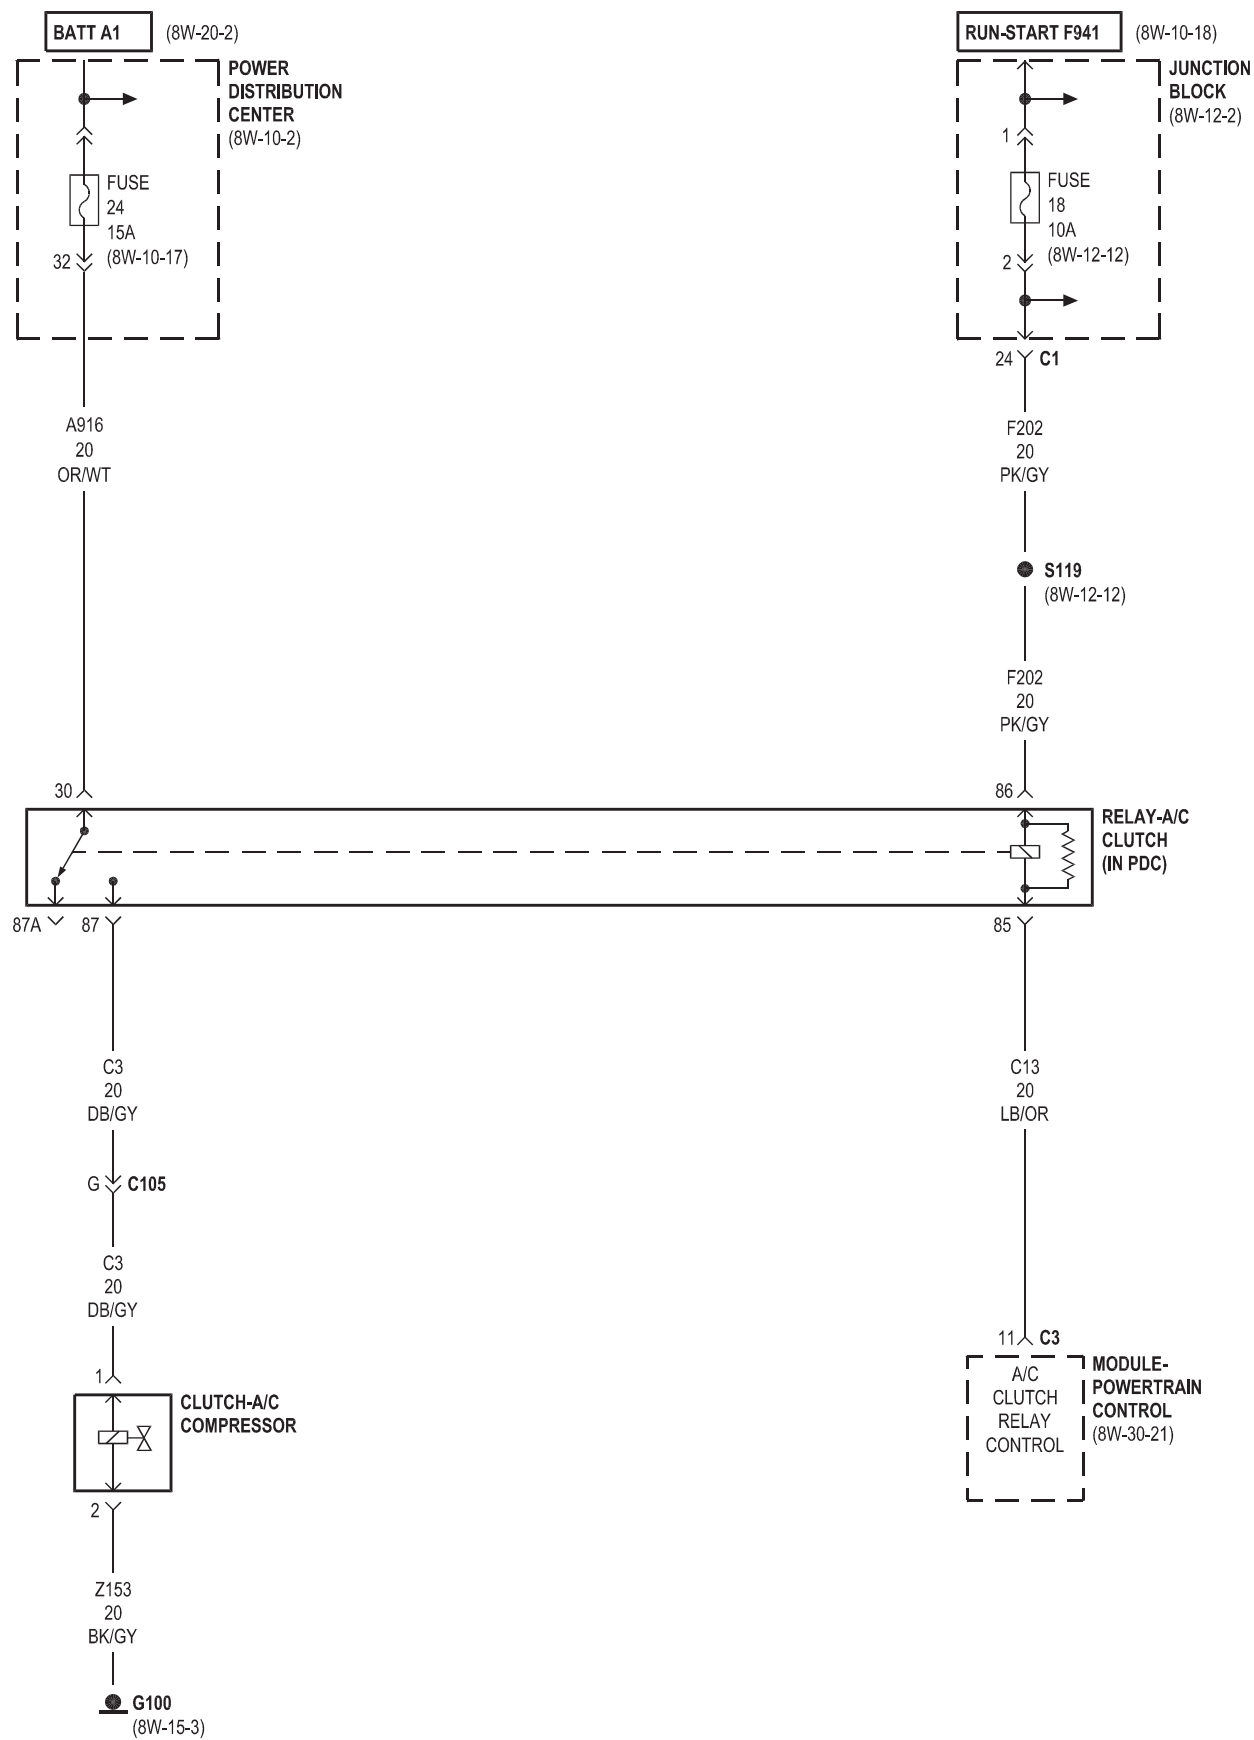 BATT A1
(8W-20-2)
POWER
DISTRIBUTION
CENTER
(8W-10-2)
FUSE
24
15A
(8W-10-17)
32
A916
20
OR/WT
RUN-START F941
(8W-10-18)
JUNCTION
BLOCK
(8W-12-2)
1
FUSE
18
10A
(8W-12-12)
2
24
C1
F202
20
PK/GY
S119
(8W-12-12)
F202
20
PK/GY
30
86
RELAY-A/C
CLUTCH
(IN PDC)
87A
87
85
C3
20
DB/GY
G
C105
C3
20
DB/GY
1
CLUTCH-A/C
COMPRESSOR
2
Z153
20
BK/GY
G100
(8W-15-3)
C13
20
LB/OR
11
C3
A/C
CLUTCH
RELAY
CONTROL
MODULE-
POWERTRAIN
CONTROL
(8W-30-21)